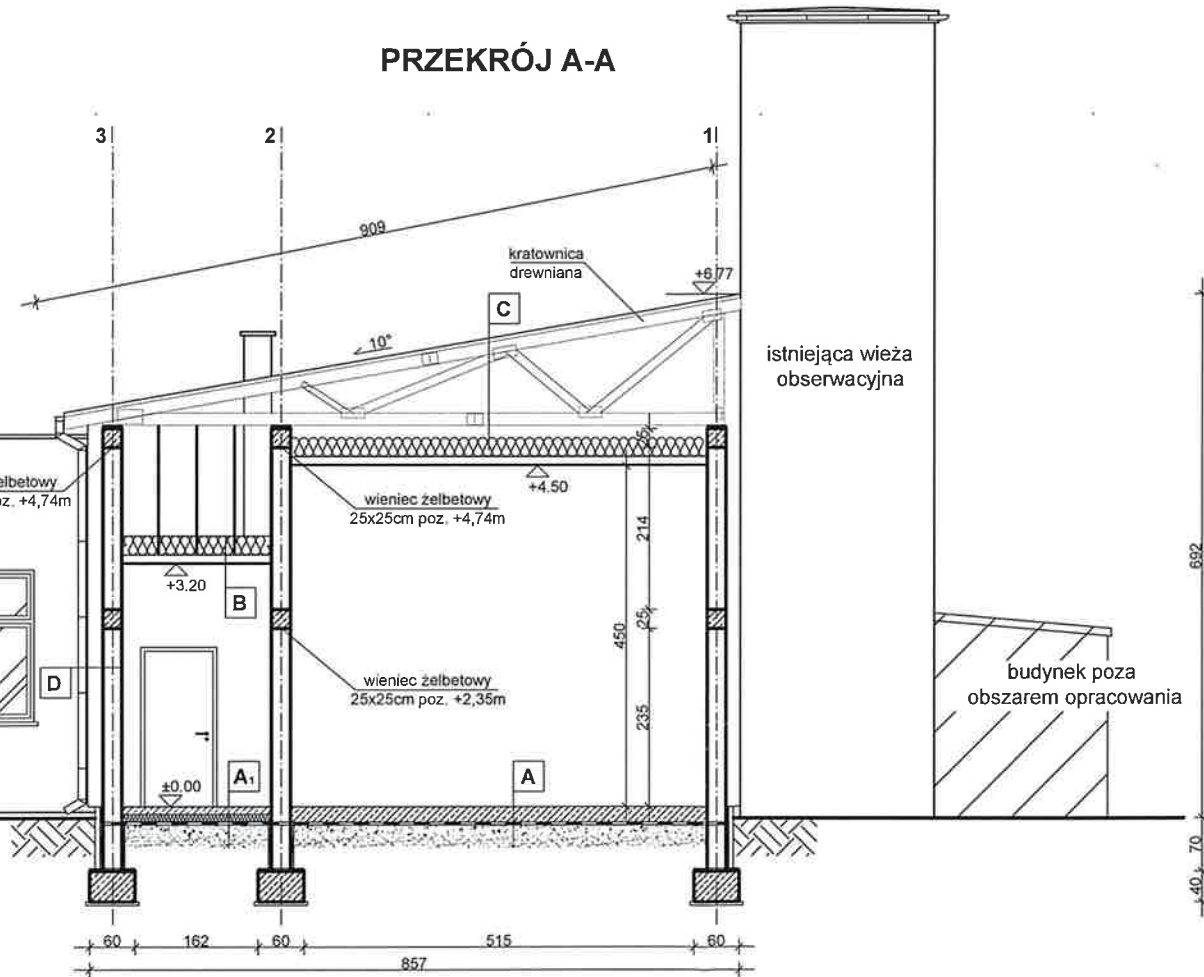 PRZEKRÓJ A-A
3
2
1
909
kratownica
drewniana
+6,77
C
10°
istniejąca wieża
obserwacyjna
25
+4.50
poz. +4,74m
wieniec żelbetowy
25x25cm poz. +4,74m
214
692
+3.20
B
25
450
D
wieniec żelbetowy
25x25cm poz. +2,35m
budynek poza
obszarem opracowania
235
±0,00
A₁
A
70
40
60
162
60
515
60
857